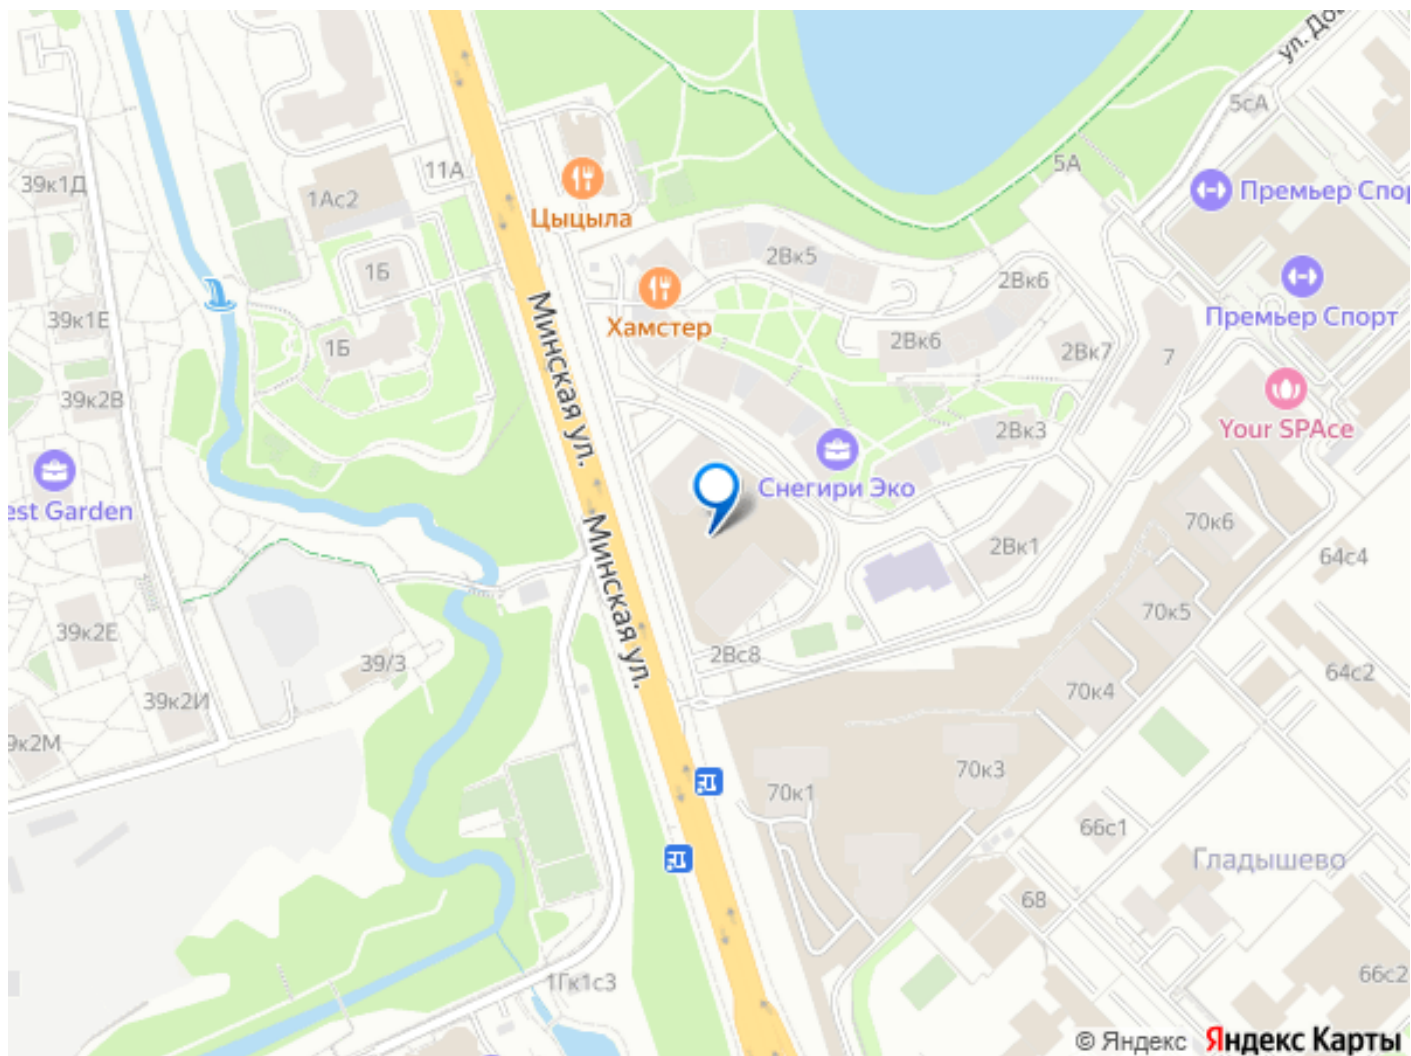 ул. Дов
5сА
5А
11А
39к1Д
1Ас2
Премьер Спор
Цыцыла
2Вк5
1Б
2Вк6
Хамстер
Премьер Спорт
39к1Е
1Б
2Вк6
2Вк7
7
Минская ул.
39к2В
Your SPAce
2Вк3
Снегири Эко
est Garden
70к6
Минская ул.
2Вк1
64с4
70к5
39к2Е
2Вс8
39/3
64с2
70к4
39к2И
9к2М
70к3
70к1
66с1
Гладышево
68
66с2
1Гк1с3
© Яндекс Яндекс Карты